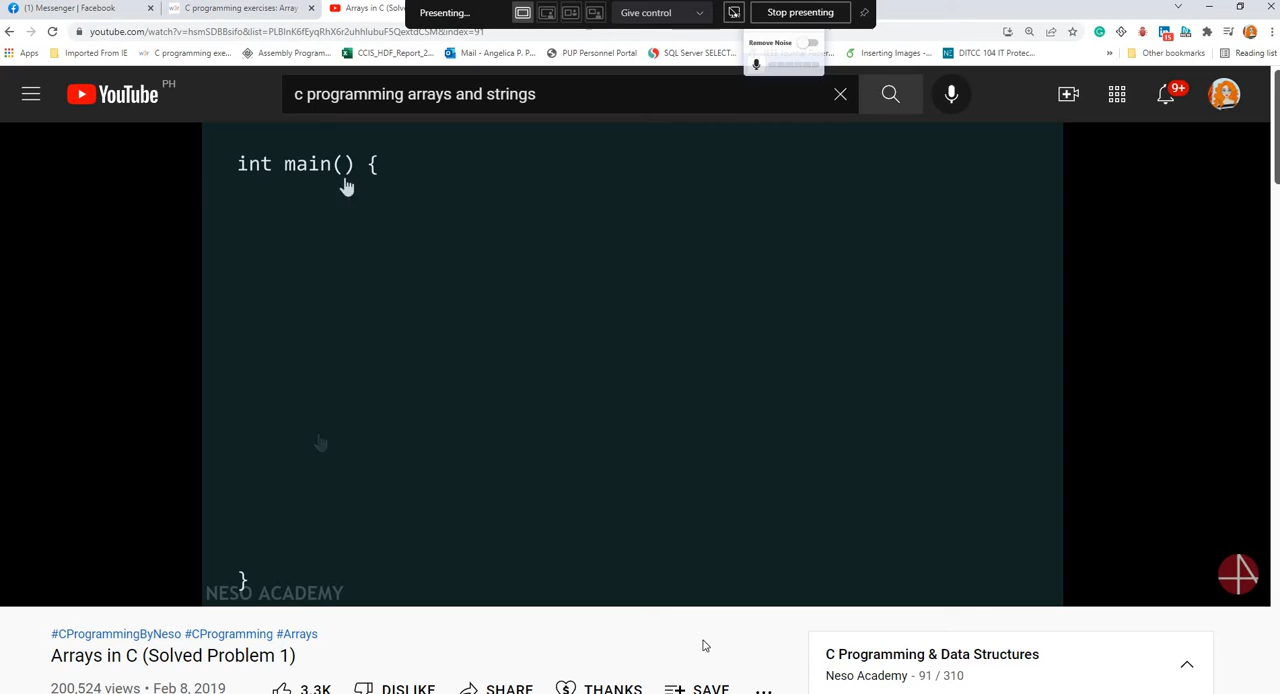 (1) Messenger | Facebook
C programming exercises: Array
Arrays in C (Solved
Presenting...
Give control
Stop presenting
youtube.com/watch?v=hsmSDBBsifo&list=PLBlnK6fEyqRhX6r2uhhlubuF5QextdCSM&index=91
Remove Noise
Apps
Imported From IE
C programming exe...
Assembly Program...
CCIS_HDF_Report_2...
Mail - Angelica P. P...
PUP Personnel Portal
SQL Server SELECT...
Inserting Images -...
DITCC 104 IT Protec...
»
Other bookmarks
Reading list
15
YouTube PH
c programming arrays and strings
9+
int main() {
}
NESO ACADEMY
#CProgrammingByNeso #CProgramming #Arrays
Arrays in C (Solved Problem 1)
200,524 views • Feb 8, 2019
3.3K
DISLIKE
SHARE
THANKS
SAVE
C Programming & Data Structures
Neso Academy - 91 / 310